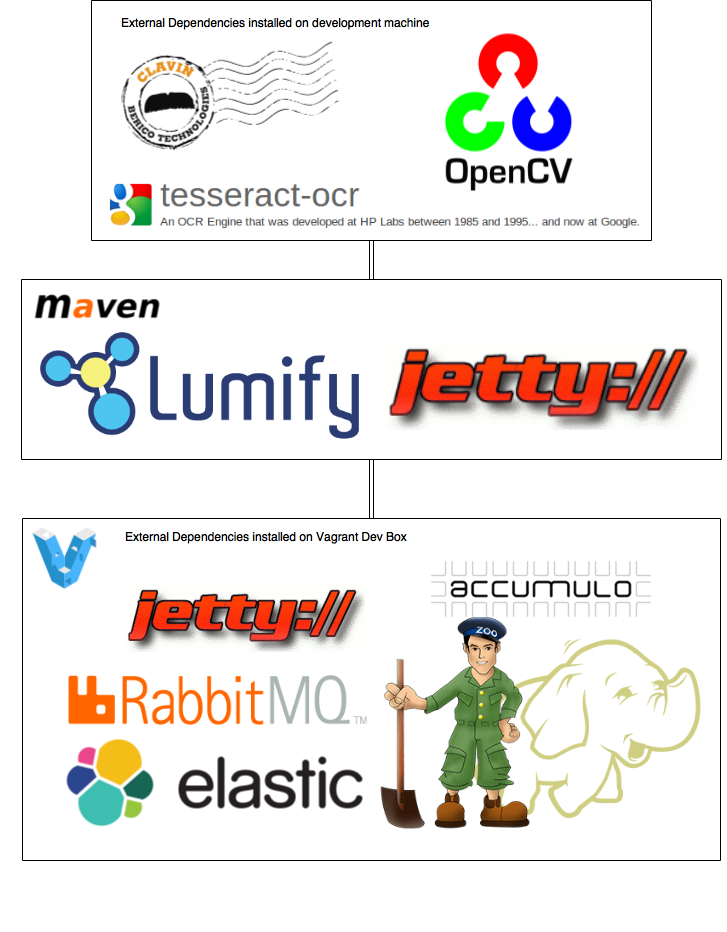 External Dependencies installed on development machine
CLAVIN
BERICO TECHNOLOGIES
OpenCV
tesseract-ocr
An OCR Engine that was developed at HP Labs between 1985 and 1995... and now at Google.
maven
Lumify
jetty://
External Dependencies installed on Vagrant Dev Box
accumulo
jetty://
ZOO
RabbitMQ TM
elastic